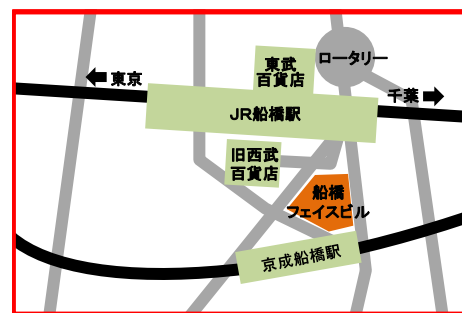 ロータリー
東武
百貨店
東京
千葉
JR船橋駅
旧西武
百貨店
船橋
フェイスビル
京成船橋駅